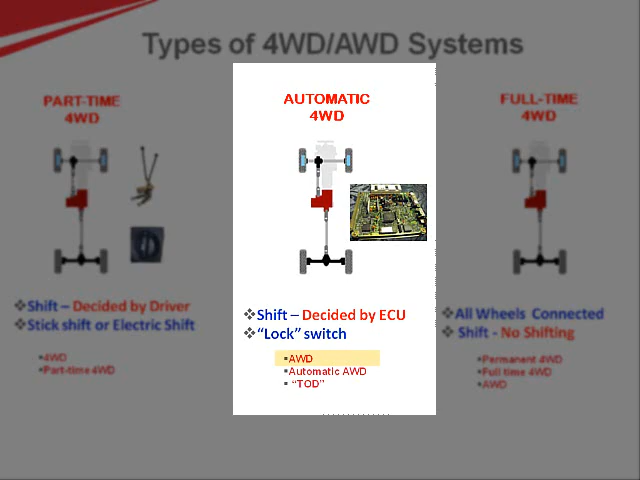 Types of 4WD/AWD Systems
PART-TIME
4WD
❖Shift – Decided by Driver
❖Stick shift or Electric Shift
▪4WD
▪Part-time 4WD
AUTOMATIC
4WD
❖Shift – Decided by ECU
❖“Lock” switch
▪AWD
▪Automatic AWD
▪ “TOD”
FULL-TIME
4WD
❖All Wheels Connected
❖ Shift - No Shifting
▪Permanent 4WD
▪Full time 4WD
▪AWD